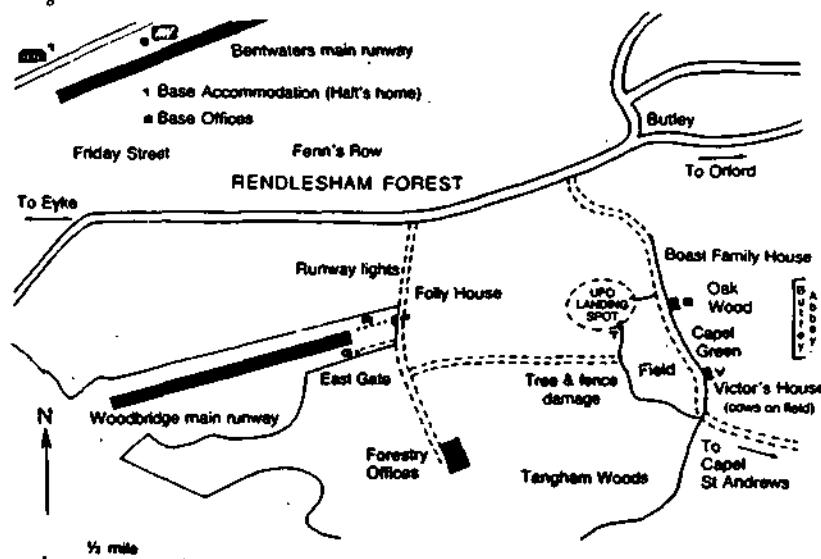 Bentwaters main runway
Base Accommodation (Halt's home)
Base Offices
Friday Street
Fenn's Row
Butley
RENDLESHAM FOREST
To Orford
To Eyke
Runway lights
Boast Family House
Folly House
UFO
LANDING
SPOT
Oak
Wood
Butley
Abbey
Capel
Green
East Gate
Tree & fence
damage
Field
Victor's House
(cows on field)
Woodbridge main runway
N
Forestry
Offices
Tangham Woods
To
Capel
St Andrews
½ mile